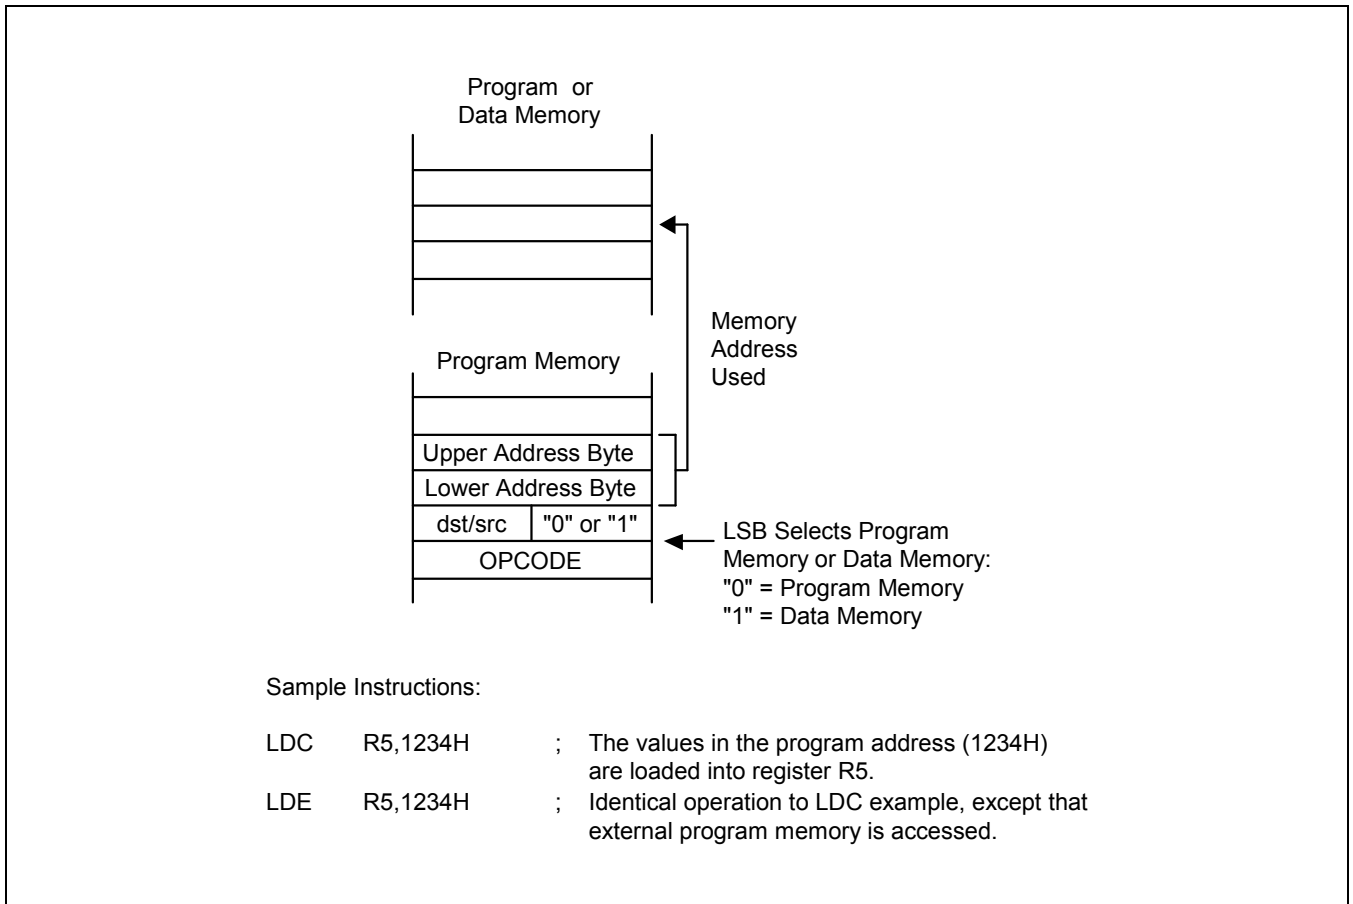 Program or
Data Memory
Memory
Address
Used
Program Memory
Upper Address Byte
Lower Address Byte
dst/src "0" or "1"
OPCODE
LSB Selects Program
Memory or Data Memory:
"0" = Program Memory
"1" = Data Memory
Sample Instructions:
LDC R5,1234H ; The values in the program address (1234H)
are loaded into register R5.
LDE R5,1234H ; Identical operation to LDC example, except that
external program memory is accessed.